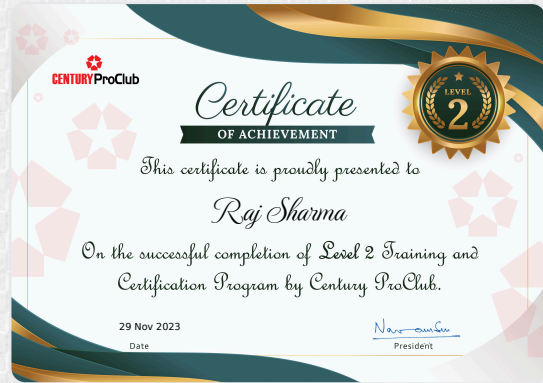 CENTURY ProClub
Certificate
OF ACHIEVEMENT
LEVEL
2
This certificate is proudly presented to
Raj Sharma
On the successful completion of Level 2 Training and
Certification Program by Century ProClub.
29 Nov 2023
Date
President